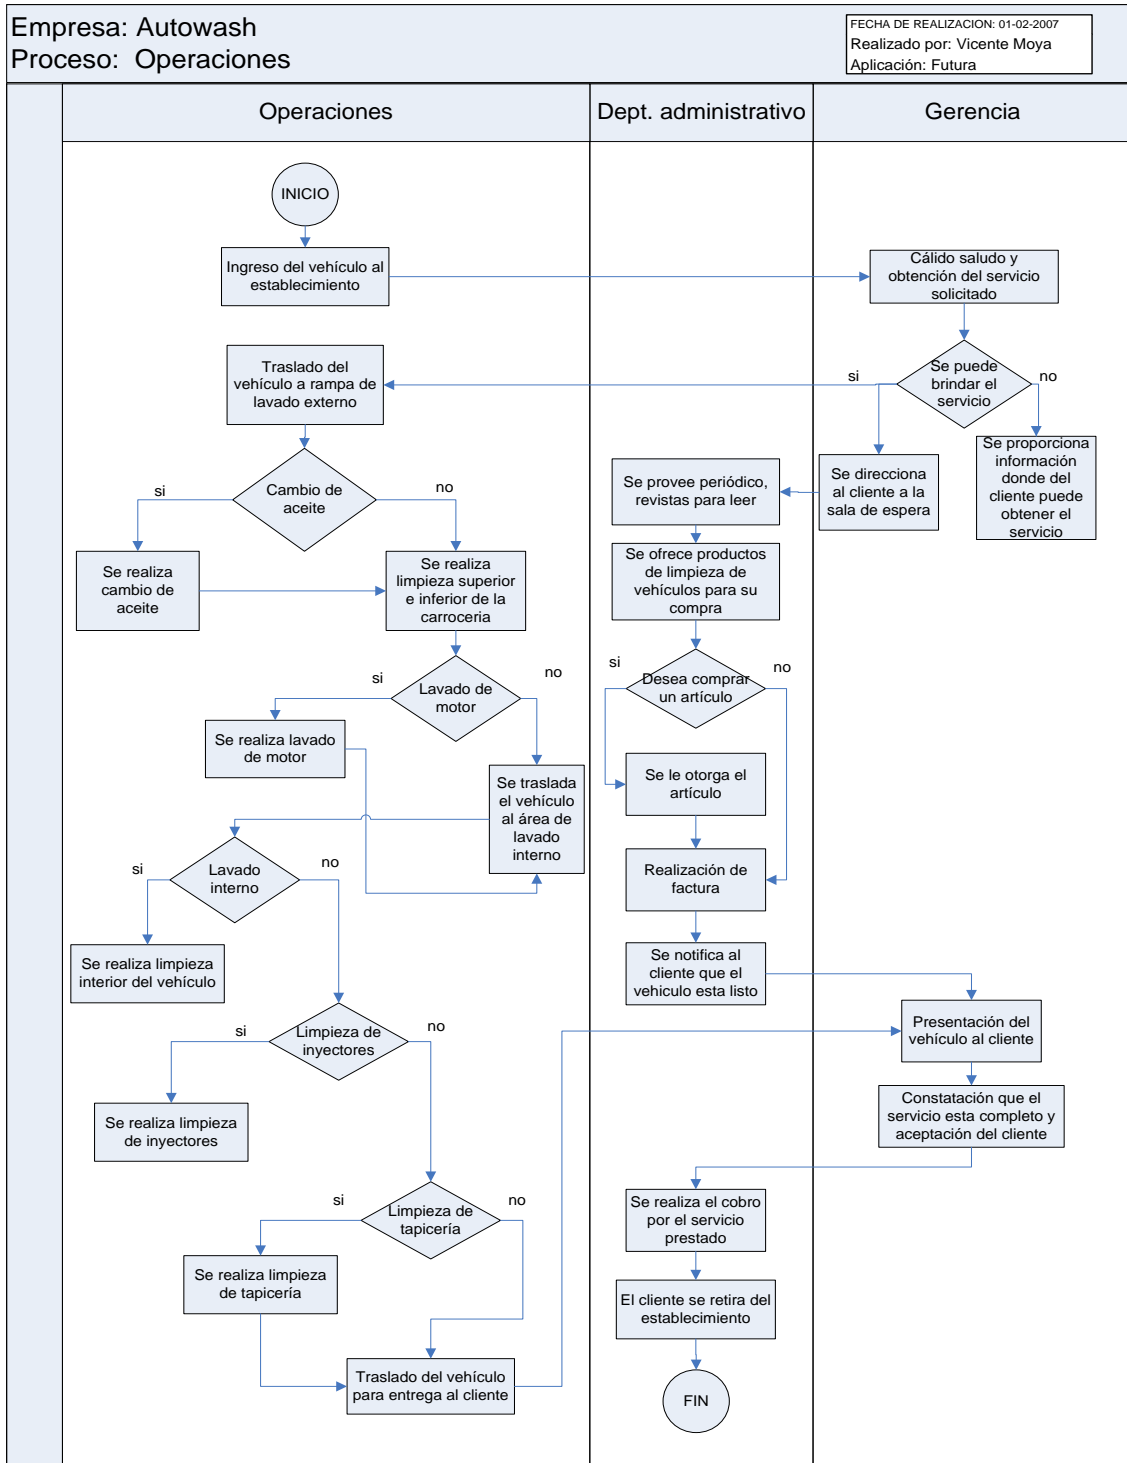 Empresa: Autowash
Proceso: Operaciones
FECHA DE REALIZACION: 01-02-2007
Realizado por: Vicente Moya
Aplicación: Futura
Operaciones
Dept. administrativo
Gerencia
INICIO
Ingreso del vehículo al
establecimiento
Cálido saludo y
obtención del servicio
solicitado
Traslado del
vehículo a rampa de
lavado externo
si
Se puede
brindar el
servicio
no
Se proporciona
información
donde del
cliente puede
obtener el
servicio
Se direcciona
al cliente a la
sala de espera
Se provee periódico,
revistas para leer
si
Cambio de
aceite
no
Se realiza
cambio de
aceite
Se realiza
limpieza superior
e inferior de la
carroceria
Se ofrece productos
de limpieza de
vehículos para su
compra
si
Desea comprar
un artículo
no
si
Lavado de
motor
no
Se realiza lavado
de motor
Se traslada
el vehículo
al área de
lavado
interno
Se le otorga el
artículo
si
Lavado
interno
no
Realización de
factura
Se realiza limpieza
interior del vehículo
Se notifica al
cliente que el
vehiculo esta listo
si
Limpieza de
inyectores
no
Presentación del
vehículo al cliente
Se realiza limpieza
de inyectores
Constatación que el
servicio esta completo y
aceptación del cliente
si
Limpieza de
tapicería
no
Se realiza el cobro
por el servicio
prestado
Se realiza limpieza
de tapicería
El cliente se retira del
establecimiento
Traslado del vehículo
para entrega al cliente
FIN